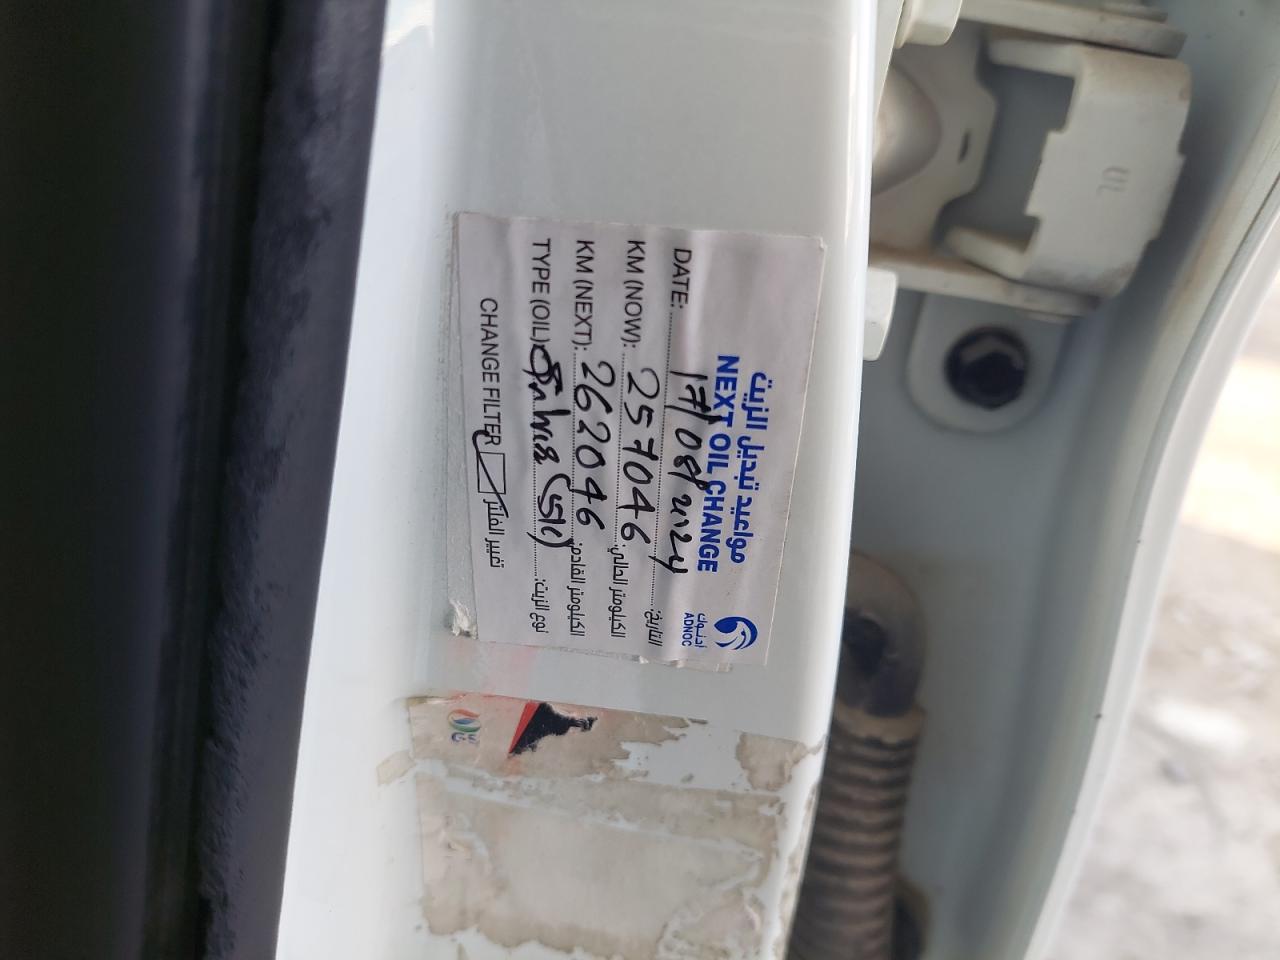 مواعيد تبديل الزيت
NEXT OIL CHANGE
أدنوك
ADNOC
DATE: 17/08/2024 التاريخ:
KM (NOW): 257046 الكيلومتر الحالي:
KM (NEXT): 262046 الكيلومتر القادم:
TYPE (OIL): (5K) نوع الزيت:
CHANGE FILTER ☑ تغيير الفلتر